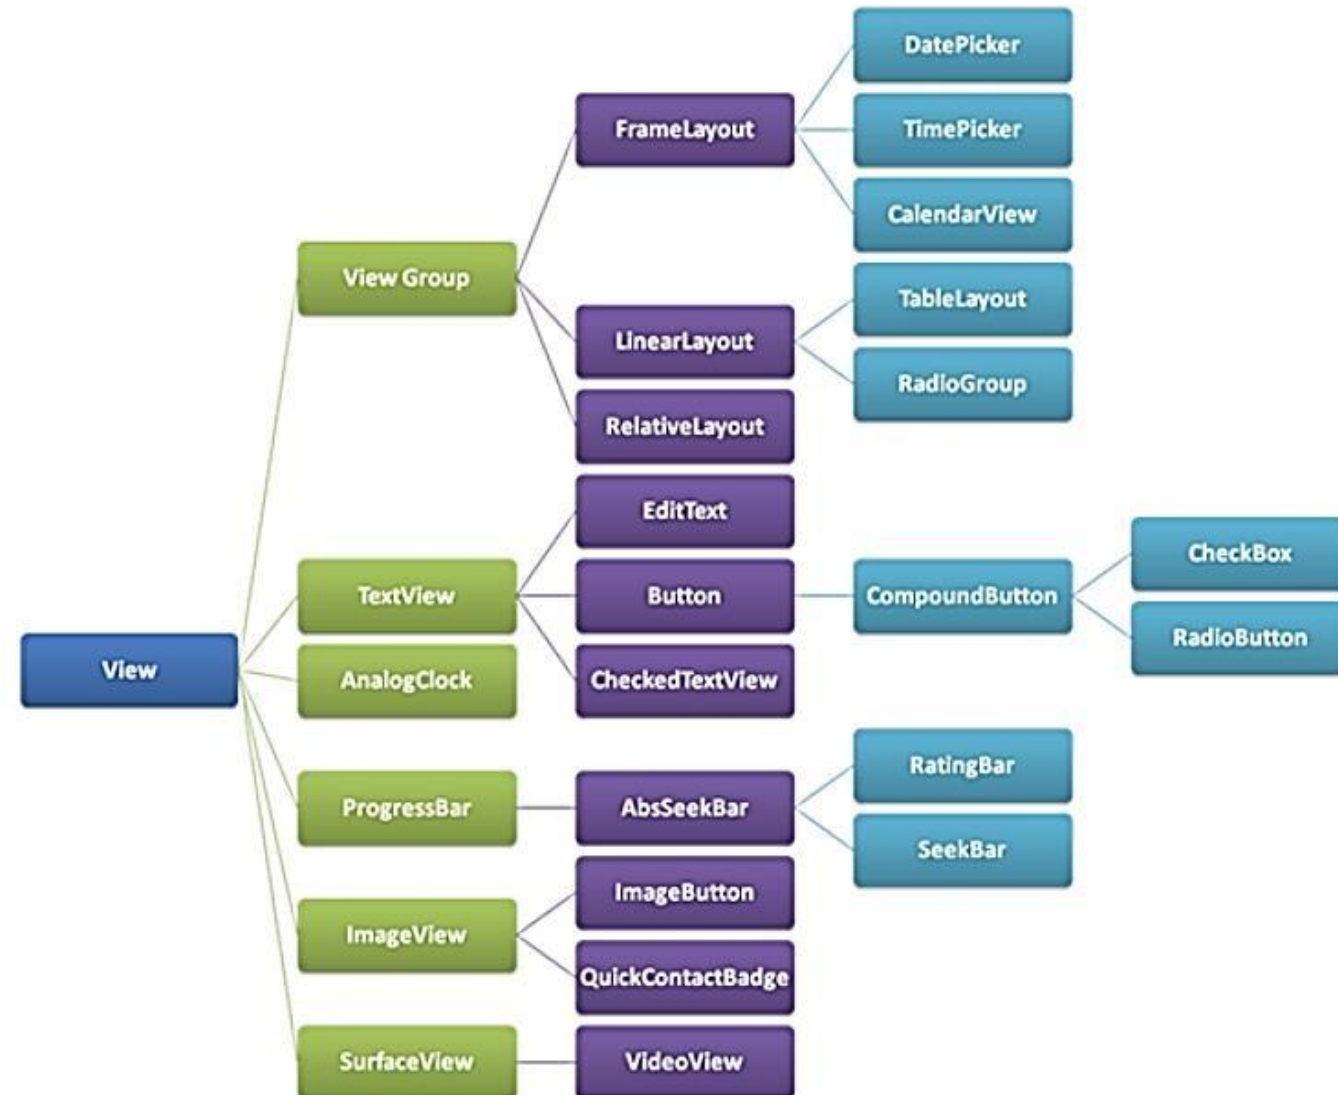 DatePicker
FrameLayout
TimePicker
CalendarView
View Group
TableLayout
LinearLayout
RadioGroup
RelativeLayout
EditText
CheckBox
TextView
Button
CompoundButton
RadioButton
View
AnalogClock
CheckedTextView
RatingBar
ProgressBar
AbsSeekBar
SeekBar
ImageButton
ImageView
QuickContactBadge
SurfaceView
VideoView